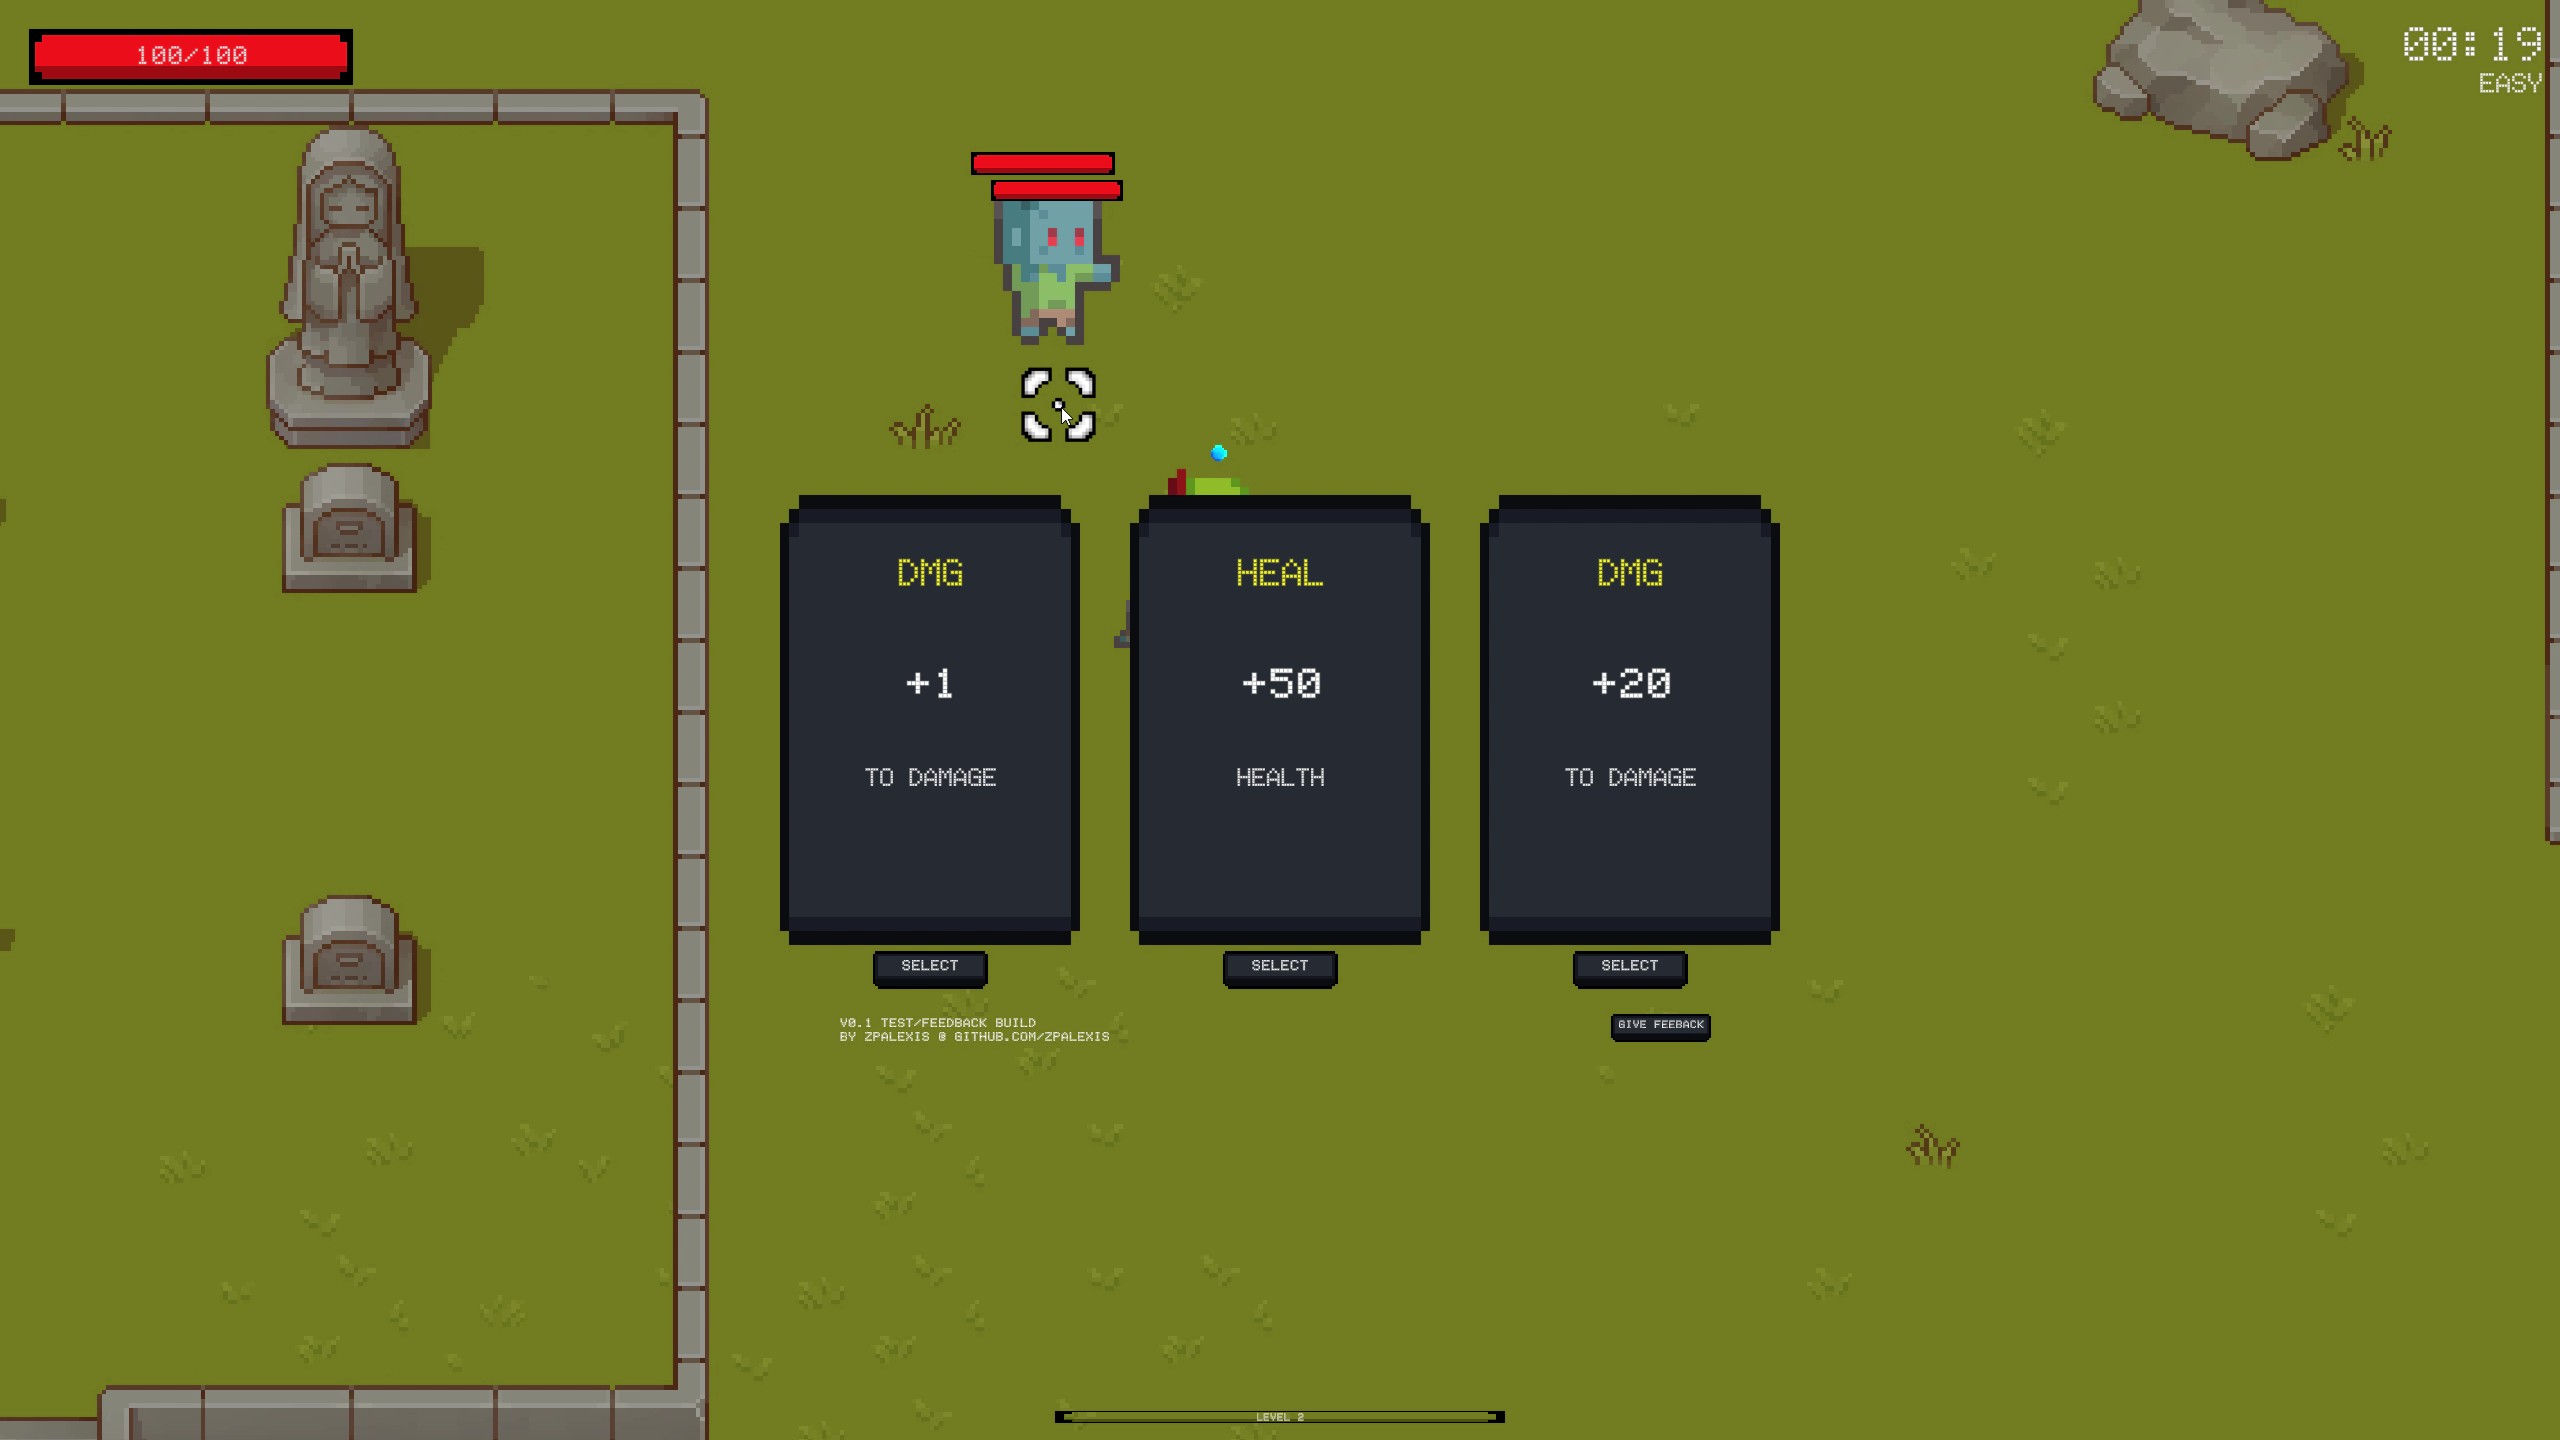 100/100
00:19
EASY
DMG
+1
TO DAMAGE
SELECT
HEAL
+50
HEALTH
SELECT
DMG
+20
TO DAMAGE
SELECT
V0.1 TEST/FEEDBACK BUILD
BY ZPALEXIS @ GITHUB.COM/ZPALEXIS
GIVE FEEBACK
LEVEL 2